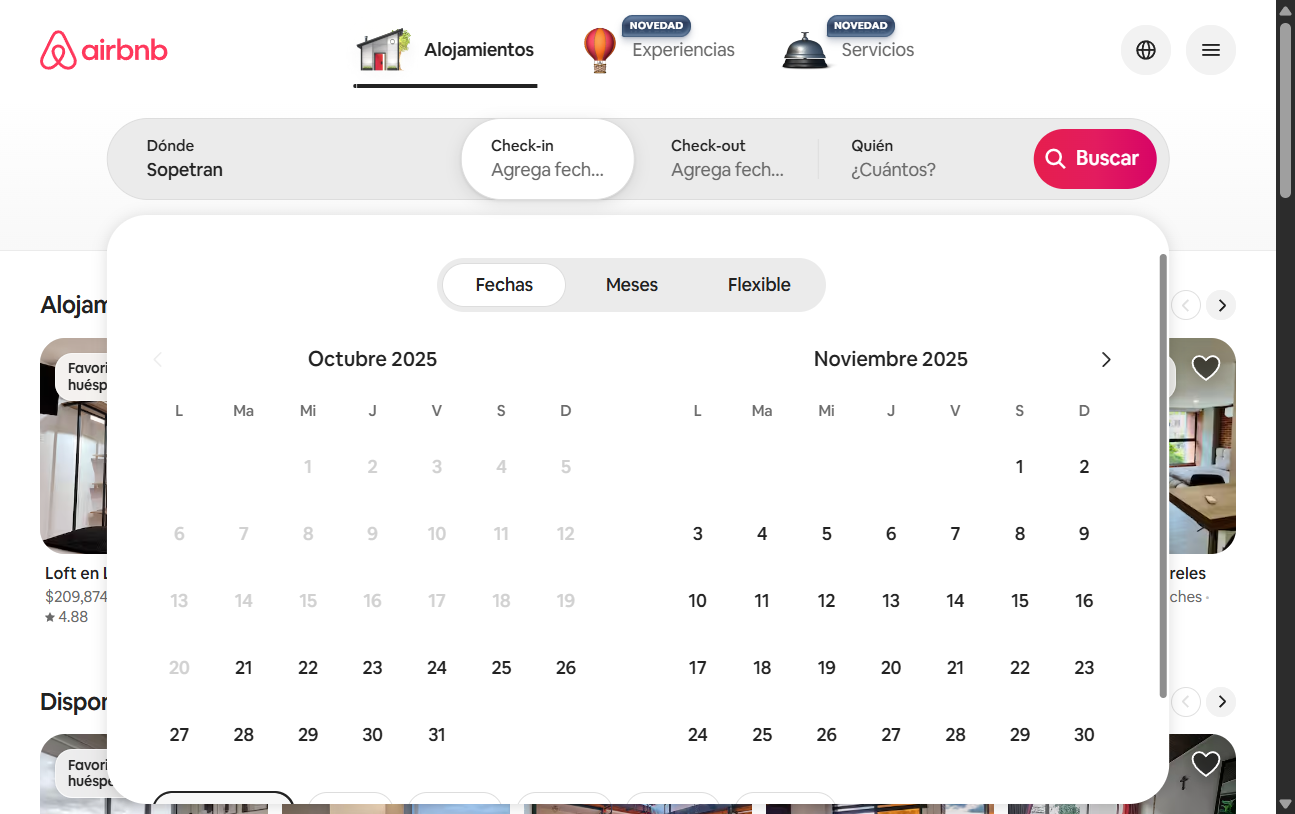 airbnb
Alojamientos
NOVEDAD
Experiencias
NOVEDAD
Servicios
Dónde
Sopetran
Check-in
Agrega fech...
Check-out
Agrega fech...
Quién
¿Cuántos?
Buscar
Fechas
Meses
Flexible
Octubre 2025
L Ma Mi J V S D
1 2 3 4 5
6 7 8 9 10 11 12
13 14 15 16 17 18 19
20 21 22 23 24 25 26
27 28 29 30 31
Noviembre 2025
L Ma Mi J V S D
1 2
3 4 5 6 7 8 9
10 11 12 13 14 15 16
17 18 19 20 21 22 23
24 25 26 27 28 29 30
Alojam
Favori
huésp
Loft en L
$209,874
4.88
reles
ches
Dispor
Favori
huéspe